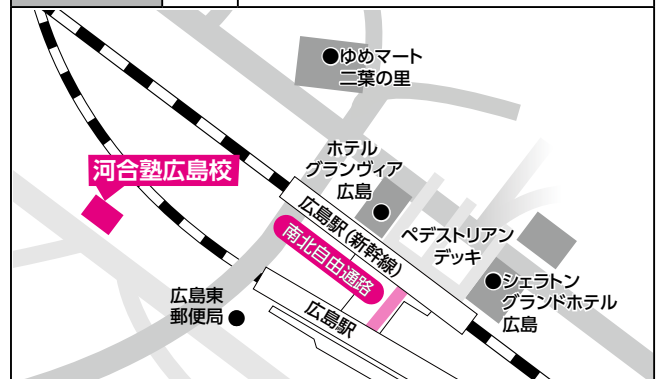 ●ゆめマート
二葉の里
河合塾広島校
ホテル
グランヴィア
広島
広島駅(新幹線)
南北自由通路
ペデストリアン
デッキ
●シェラトン
グランドホテル
広島
広島東
郵便局●
広島駅